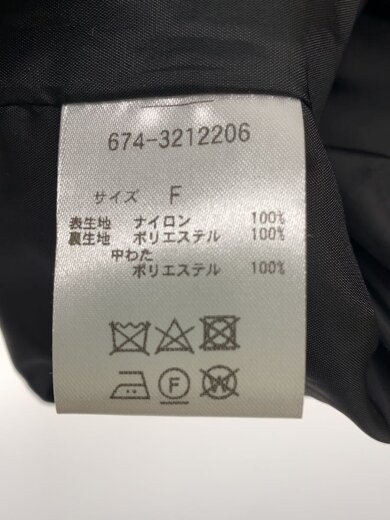 674-3212206
サイズ F
表生地 ナイロン 100%
裏生地 ポリエステル 100%
中わた
ポリエステル 100%
F W